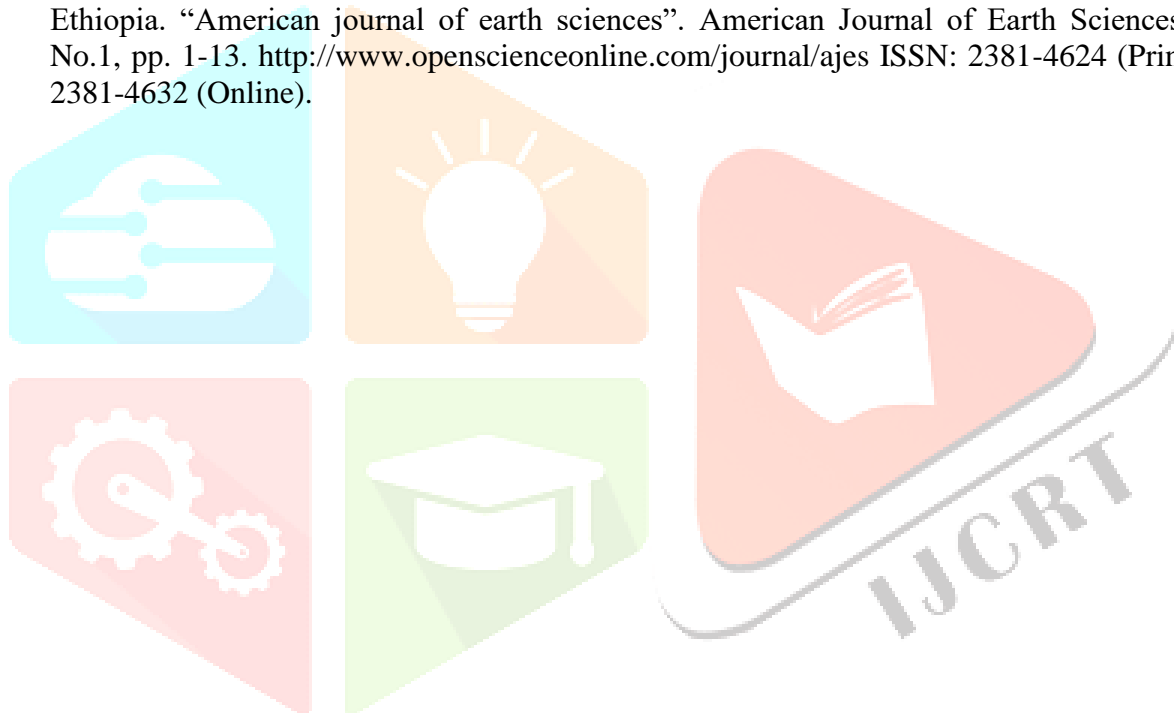 Ethiopia. “American journal of earth sciences”. American Journal of Earth Sciences
No.1, pp. 1-13. http://www.openscienceonline.com/journal/ajes ISSN: 2381-4624 (Prin
2381-4632 (Online).
IJCRT